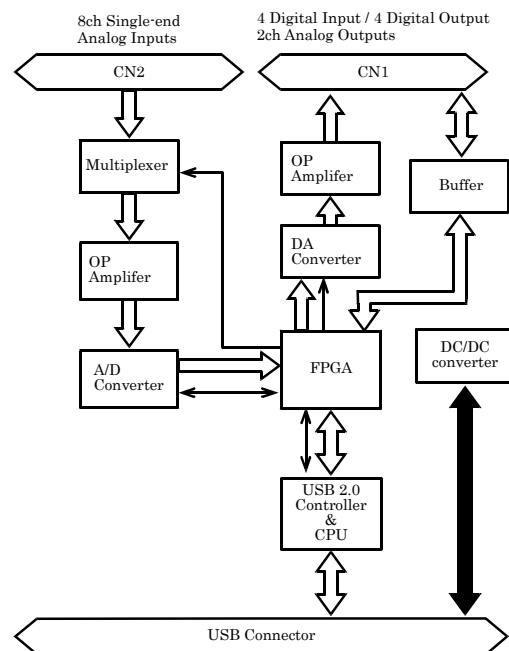 8ch Single-end
Analog Inputs
4 Digital Input / 4 Digital Output
2ch Analog Outputs
CN2
CN1
Multiplexer
OP
Amplifer
Buffer
OP
Amplifer
DA
Converter
A/D
Converter
FPGA
DC/DC
converter
USB 2.0
Controller
&
CPU
USB Connector